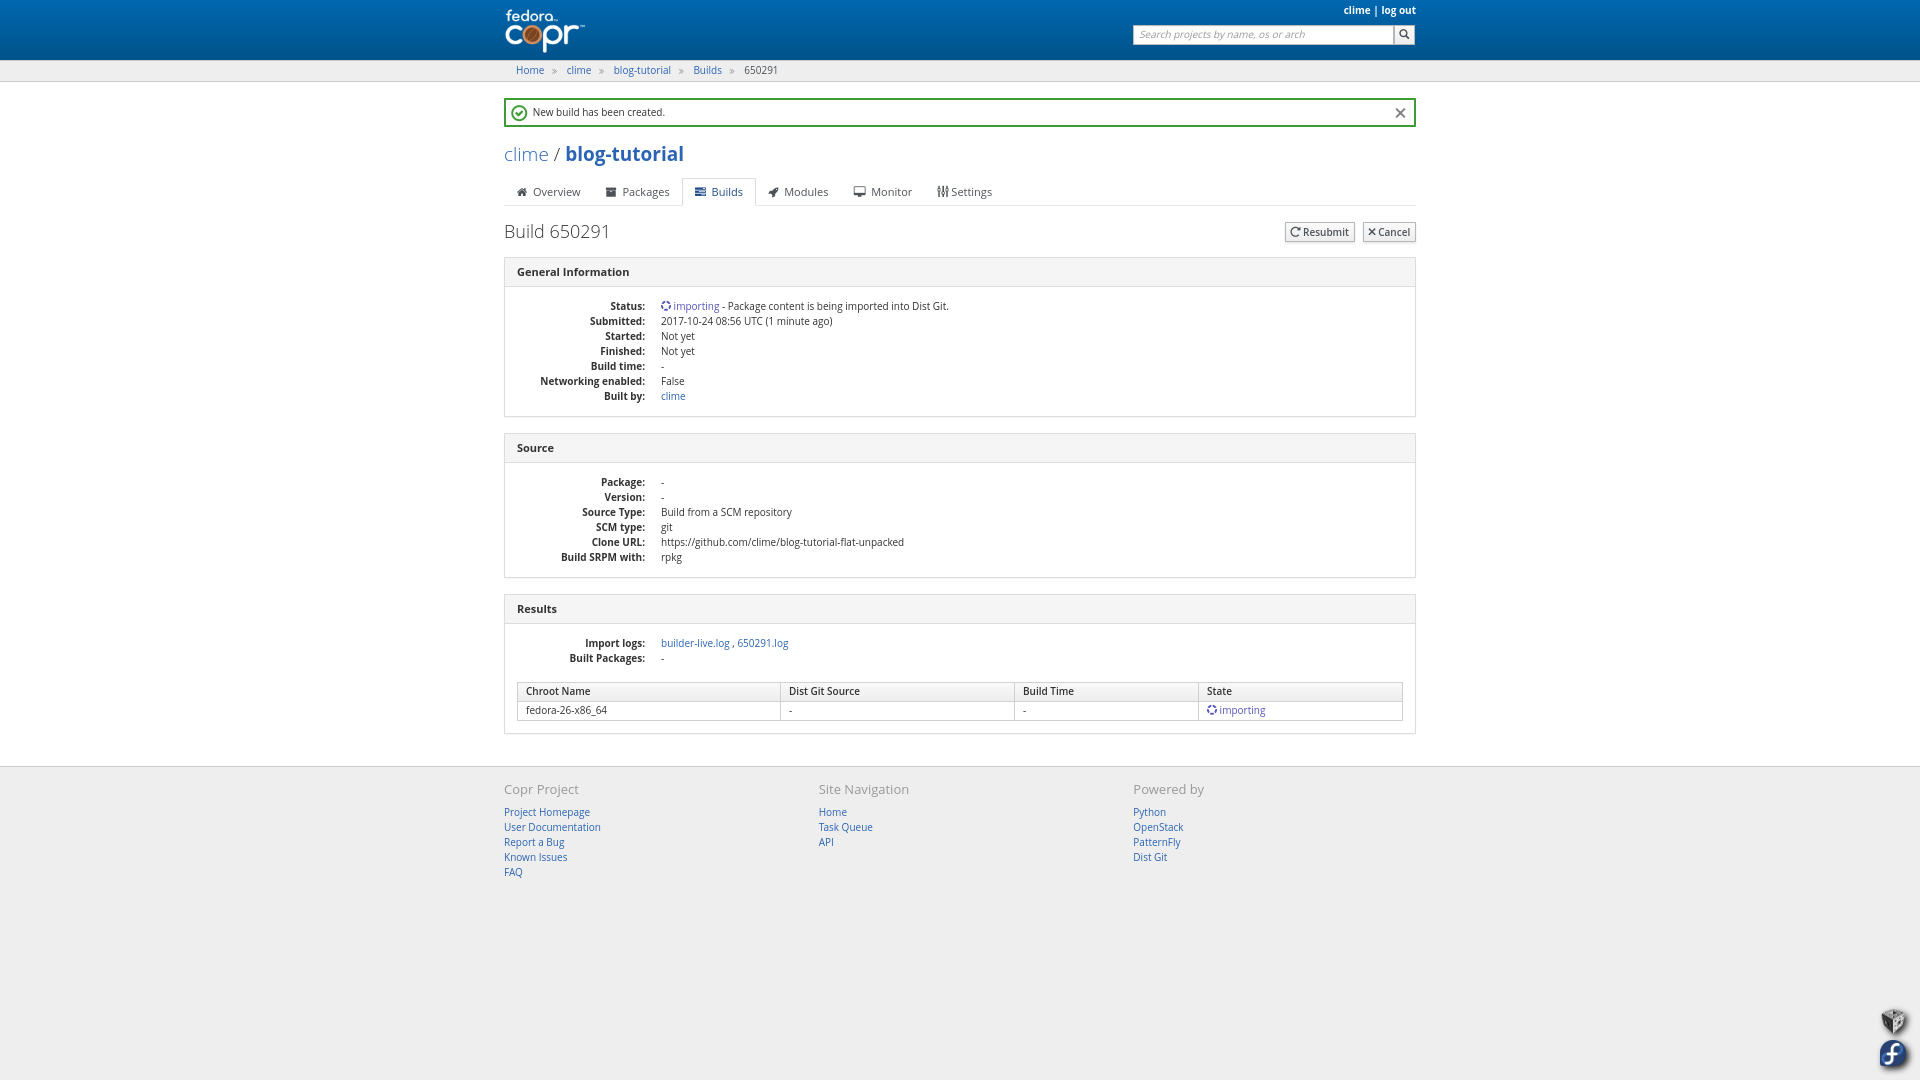 fedora
copr
clime | log out
Search projects by name, os or arch
Home » clime » blog-tutorial » Builds » 650291
New build has been created.
clime / blog-tutorial
Overview Packages Builds Modules Monitor Settings
Build 650291
Resubmit Cancel
General Information
Status: importing - Package content is being imported into Dist Git.
Submitted: 2017-10-24 08:56 UTC (1 minute ago)
Started: Not yet
Finished: Not yet
Build time: -
Networking enabled: False
Built by: clime
Source
Package: -
Version: -
Source Type: Build from a SCM repository
SCM type: git
Clone URL: https://github.com/clime/blog-tutorial-flat-unpacked
Build SRPM with: rpkg
Results
Import logs: builder-live.log , 650291.log
Built Packages: -
Chroot Name Dist Git Source Build Time State
fedora-26-x86_64 - - importing
Copr Project
Project Homepage
User Documentation
Report a Bug
Known Issues
FAQ
Site Navigation
Home
Task Queue
API
Powered by
Python
OpenStack
PatternFly
Dist Git